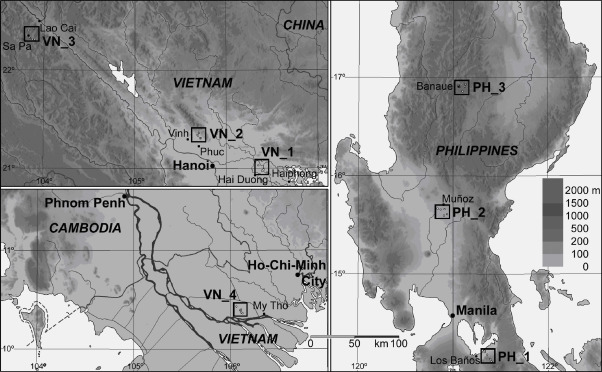 CHINA
Lao Cai
Sa Pa
VN_3
22°
VIETNAM
Vinh
VN_2
Phuc
VN_1
Hanoi
21°
Hai Duong
Haiphong
104°
105°
Phnom Penh
CAMBODIA
11°
Ho-Chi-Minh
City
VN_4
My Tho
VIETNAM
10°
104°
105°
106°
0 50 km 100
17°
Banaue
PH_3
PHILIPPINES
16°
Muñoz
PH_2
2000 m
1500
1000
500
200
100
0
15°
Manila
Los Baños
PH_1
120°
122°